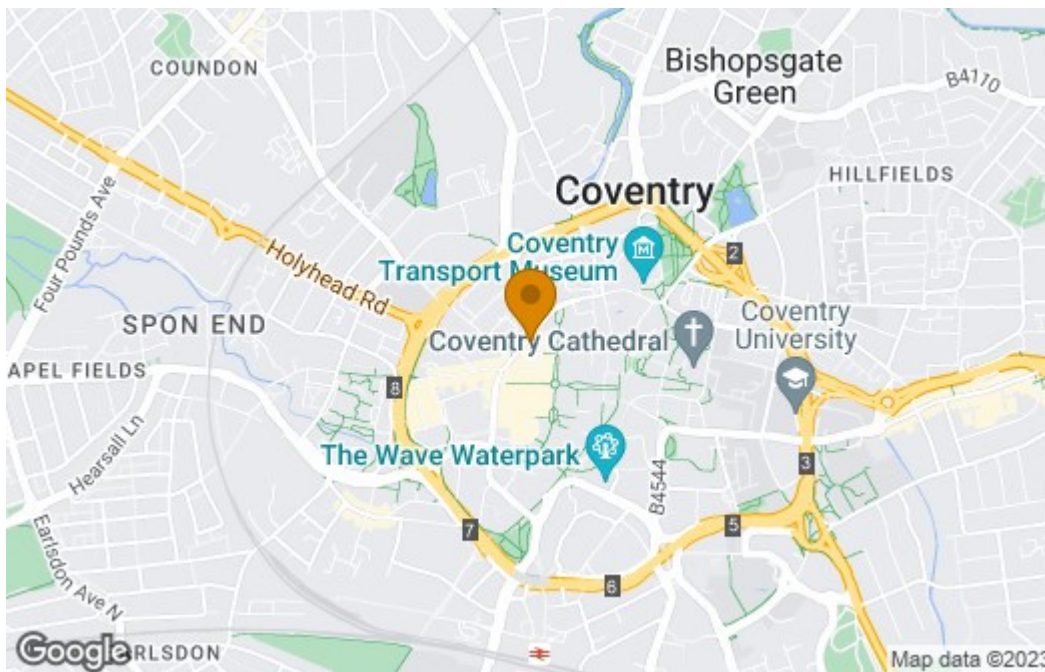 COUNDON
Bishopsgate
Green
B4110
HILLFIELDS
Coventry
Four Pounds Ave
2
Coventry
Transport Museum
Holyhead Rd
SPON END
Coventry
University
Coventry Cathedral
APEL FIELDS
8
Hearsall Ln
The Wave Waterpark
B4544
3
5
7
6
Earlsdon Ave N
Google
ARLSDON
Map data ©2023